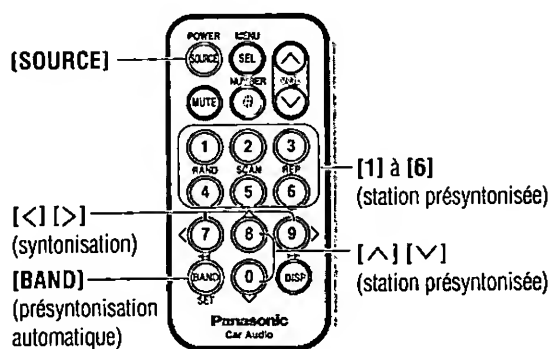 POWER MENU
[SOURCE]
SOURCE SEL
NUMBER
MUTE #
1 2 3
RAND SCAN REP
[1] à [6]
(station présyntonisée)
4 5 6
[<] [>]
(syntonisation)
< 7 8 9 >
[∧] [∨]
(station présyntonisée)
[BAND]
(présyntonisation
automatique)
BAND 0 DISP
SET
Panasonic
Car Audio